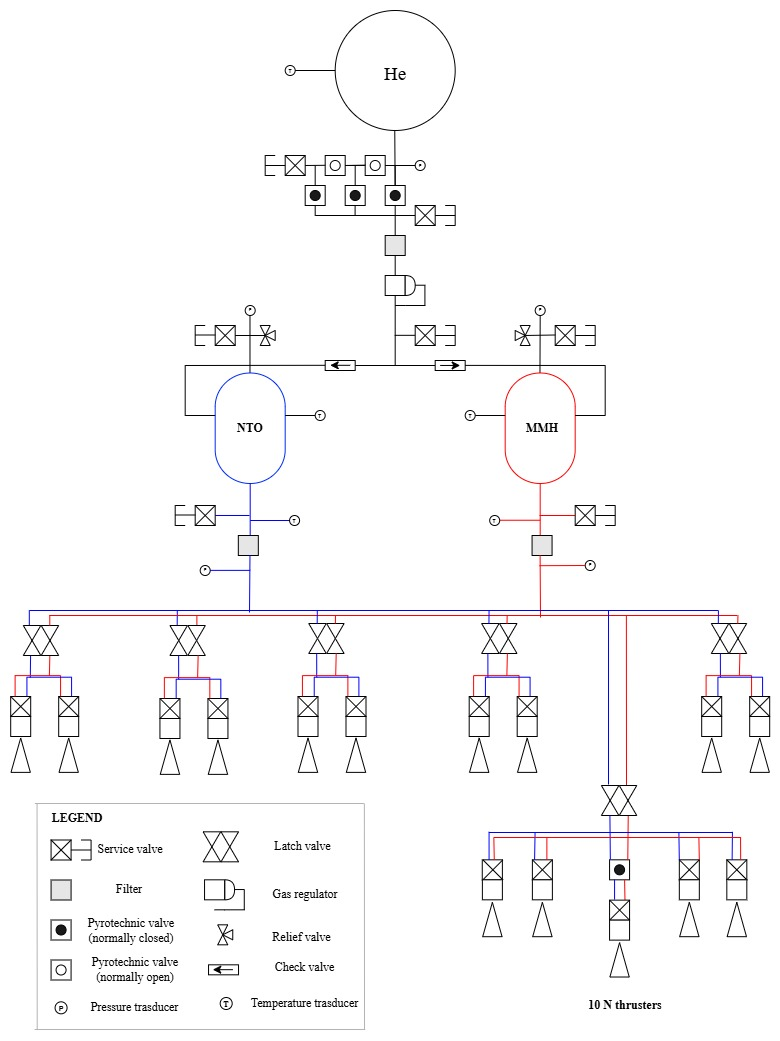 T
He
P
P
P
NTO
T
T
MMH
T
T
P
P
LEGEND
Service valve
Latch valve
Filter
Gas regulator
Pyrotechnic valve
(normally closed)
Relief valve
Pyrotechnic valve
(normally open)
Check valve
P
Pressure trasducer
T
Temperature trasducer
10 N thrusters